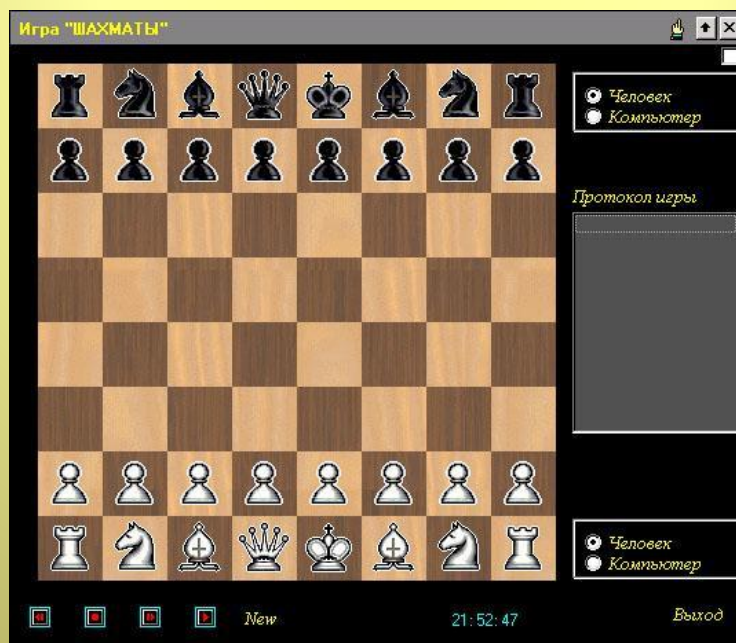 Игра "ШАХМАТЫ"
Человек
Компьютер
Протокол игры
Человек
Компьютер
New
21:52:47
Выход